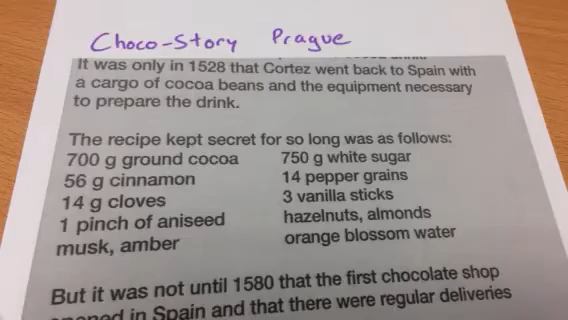 Choco-Story Prague
It was only in 1528 that Cortez went back to Spain with
a cargo of cocoa beans and the equipment necessary
to prepare the drink.
The recipe kept secret for so long was as follows:
700 g ground cocoa 750 g white sugar
56 g cinnamon 14 pepper grains
14 g cloves 3 vanilla sticks
1 pinch of aniseed hazelnuts, almonds
musk, amber orange blossom water
But it was not until 1580 that the first chocolate shop
in Spain and that there were regular deliveries